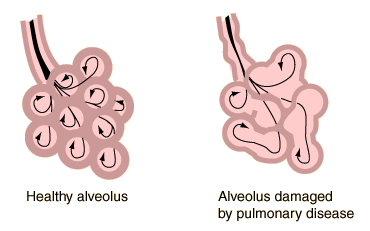 Healthy alveolus
Alveolus damaged
by pulmonary disease